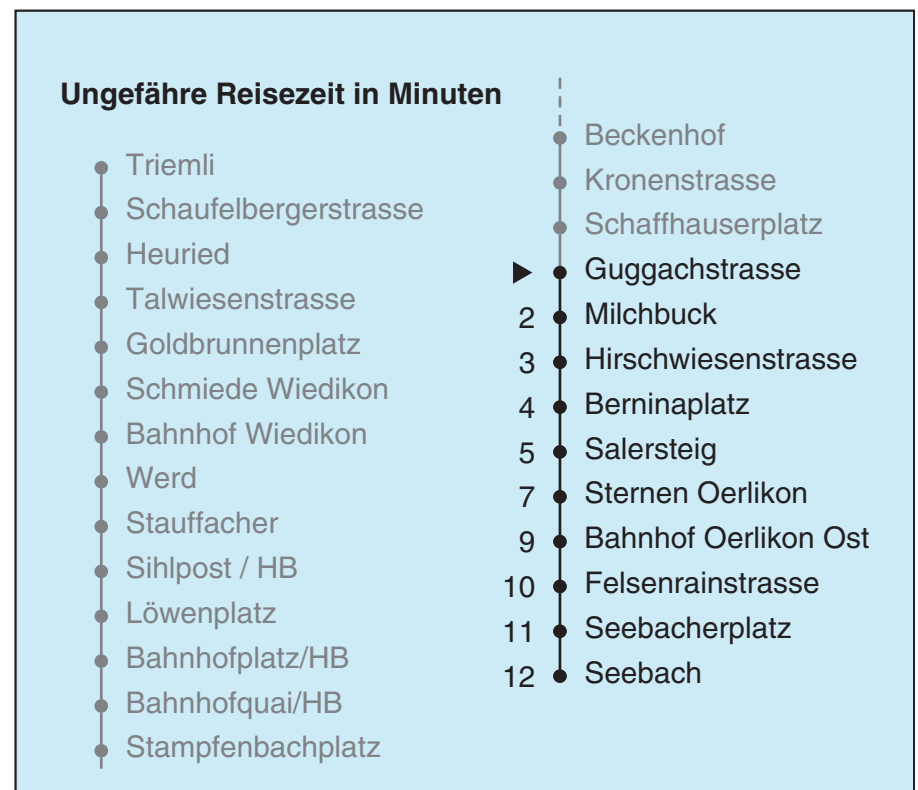 Ungefähre Reisezeit in Minuten
Triemli
Schaufelbergerstrasse
Heuried
Talwiesenstrasse
Goldbrunnenplatz
Schmiede Wiedikon
Bahnhof Wiedikon
Werd
Stauffacher
Sihlpost / HB
Löwenplatz
Bahnhofplatz/HB
Bahnhofquai/HB
Stampfenbachplatz
Beckenhof
Kronenstrasse
Schaffhauserplatz
Guggachstrasse
2 Milchbuck
3 Hirschwiesenstrasse
4 Berninaplatz
5 Salersteig
7 Sternen Oerlikon
9 Bahnhof Oerlikon Ost
10 Felsenrainstrasse
11 Seebacherplatz
12 Seebach